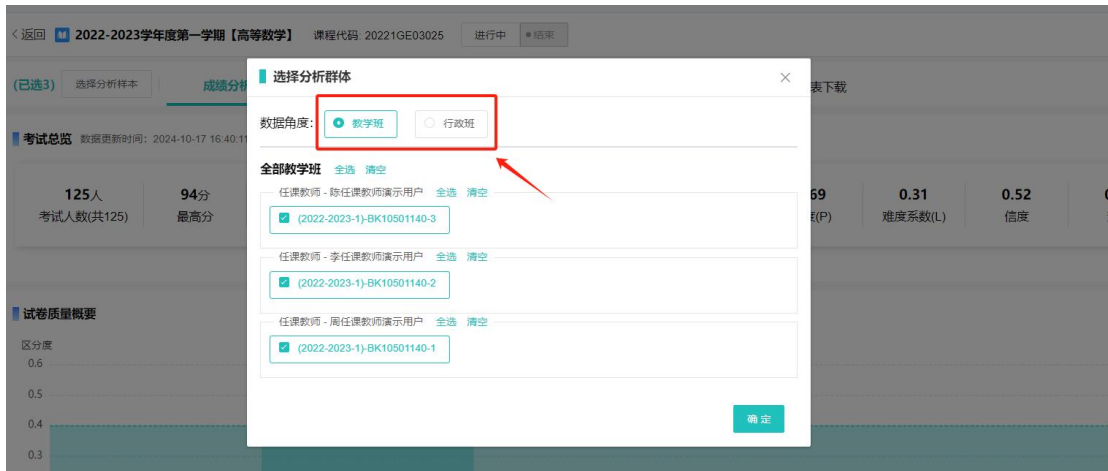 < 返回 2022-2023学年度第一学期【高等数学】 课程代码: 20221GE03025 进行中 结束
(已选3) 选择分析样本 成绩分析 表下载
选择分析群体
数据角度： 教学班 行政班
考试总览 数据更新时间：2024-10-17 16:40:11
全部教学班 全选 清空
任课教师 - 陈任课教师演示用户 全选 清空
(2022-2023-1)-BK10501140-3
125人 94分 69 0.31 0.52
考试人数(共125) 最高分 (P) 难度系数(L) 信度
任课教师 - 李任课教师演示用户 全选 清空
(2022-2023-1)-BK10501140-2
任课教师 - 周任课教师演示用户 全选 清空
(2022-2023-1)-BK10501140-1
试卷质量概要
区分度
0.6
0.5
0.4
0.3
确定